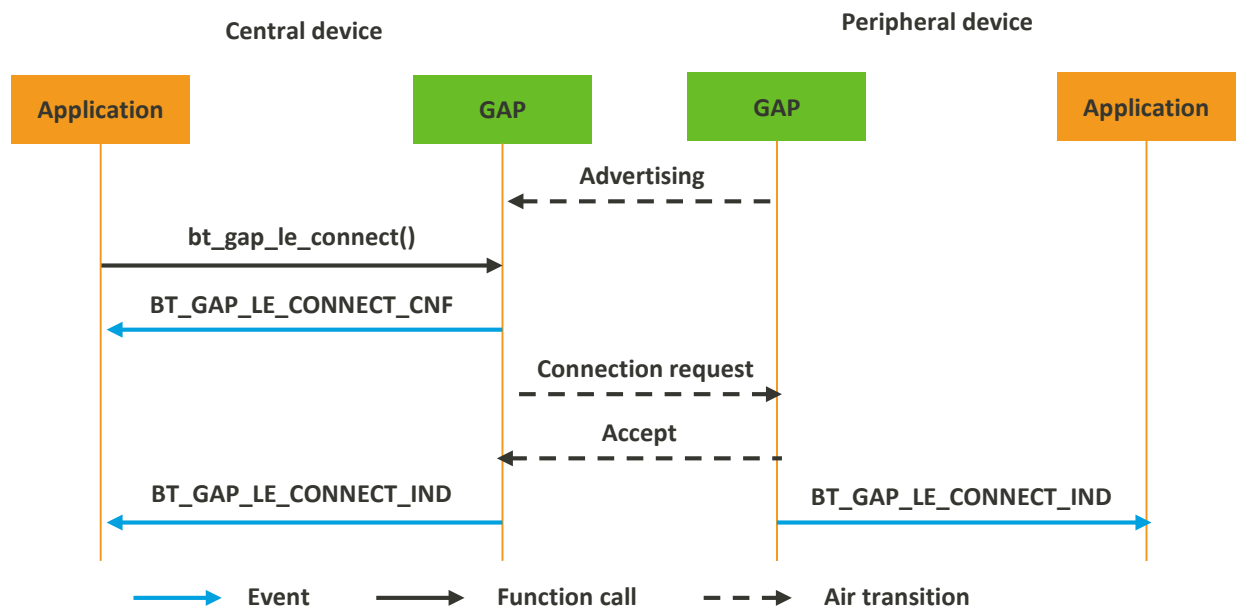 Central device
Peripheral device
Application
GAP
GAP
Application
Advertising
bt_gap_le_connect()
BT_GAP_LE_CONNECT_CNF
Connection request
Accept
BT_GAP_LE_CONNECT_IND
BT_GAP_LE_CONNECT_IND
Event
Function call
Air transition